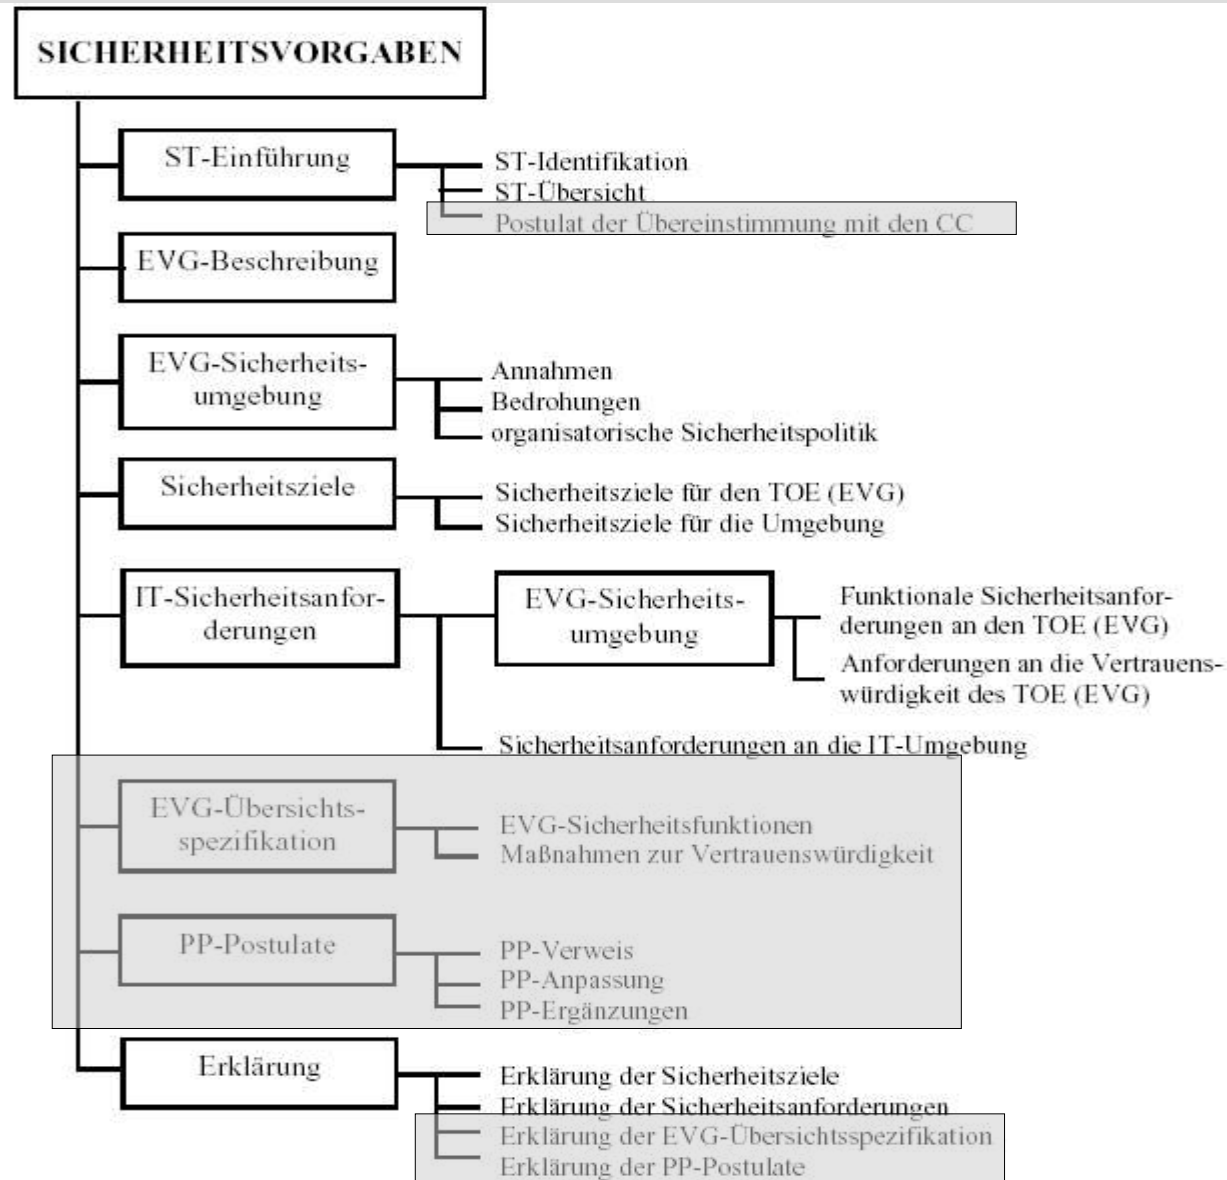 SICHERHEITSVORGABEN
ST-Einführung
ST-Identifikation
ST-Übersicht
Postulat der Übereinstimmung mit den CC
EVG-Beschreibung
EVG-Sicherheits-
umgebung
Annahmen
Bedrohungen
organisatorische Sicherheitspolitik
Sicherheitsziele
Sicherheitsziele für den TOE (EVG)
Sicherheitsziele für die Umgebung
IT-Sicherheitsanfor-
derungen
EVG-Sicherheits-
umgebung
Funktionale Sicherheitsanfor-
derungen an den TOE (EVG)
Anforderungen an die Vertrauens-
würdigkeit des TOE (EVG)
Sicherheitsanforderungen an die IT-Umgebung
EVG-Übersichts-
spezifikation
EVG-Sicherheitsfunktionen
Maßnahmen zur Vertrauenswürdigkeit
PP-Postulate
PP-Verweis
PP-Anpassung
PP-Ergänzungen
Erklärung
Erklärung der Sicherheitsziele
Erklärung der Sicherheitsanforderungen
Erklärung der EVG-Übersichtsspezifikation
Erklärung der PP-Postulate